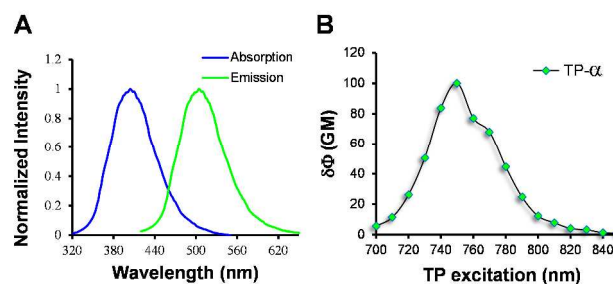 A
Normalized Intensity
1.2
1
0.8
0.6
0.4
0.2
0
320 380 440 500 560 620
Wavelength (nm)
Absorption
Emission
B
δΦ (GM)
120
100
80
60
40
20
0
700 720 740 760 780 800 820 840
TP excitation (nm)
TP-α